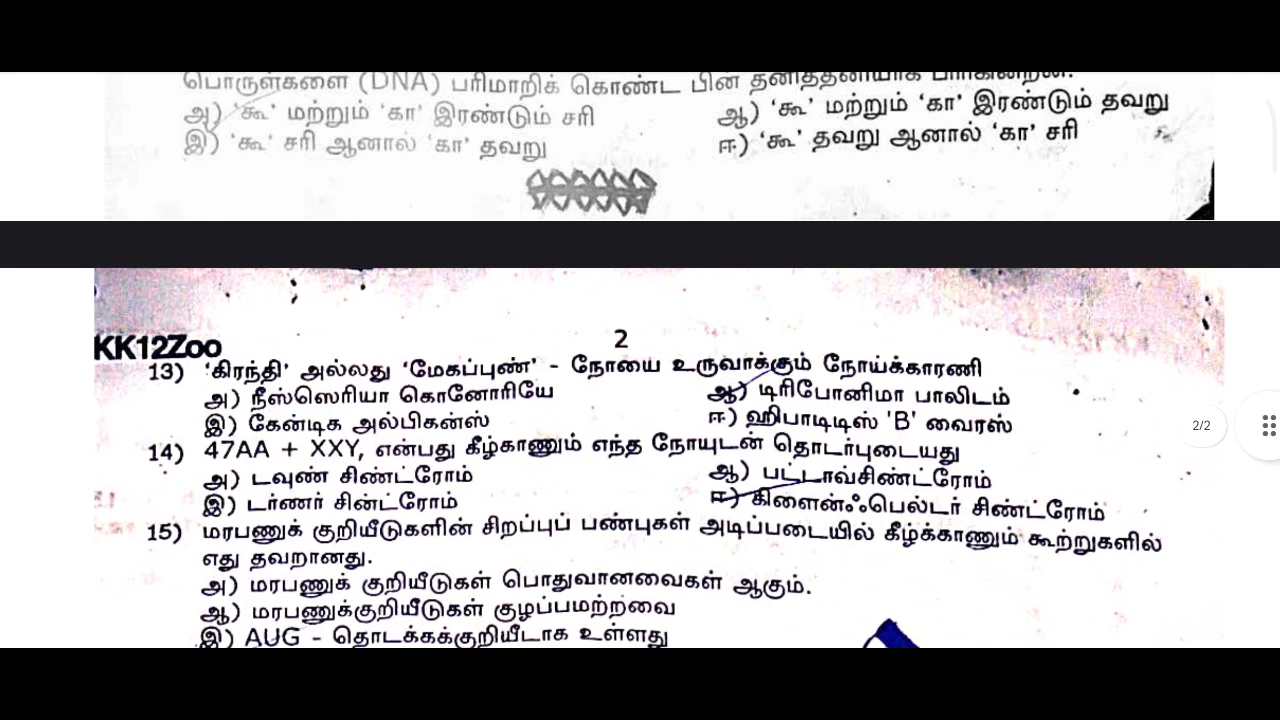 பொருள்களை (DNA) பரிமாறிக் கொண்ட பின் தனித்தனியாக பிரிகின்றன.
அ) 'கூ' மற்றும் 'கா' இரண்டும் சரி ஆ) 'கூ' மற்றும் 'கா' இரண்டும் தவறு
இ) 'கூ' சரி ஆனால் 'கா' தவறு ஈ) 'கூ' தவறு ஆனால் 'கா' சரி
KK12Zoo 2
13) 'கிரந்தி' அல்லது 'மேகப்புண்' - நோயை உருவாக்கும் நோய்க்காரணி
அ) நீஸ்ஸெரியா கொனோரியே ஆ) டிரிபோனிமா பாலிடம்
இ) கேன்டிக அல்பிகன்ஸ் ஈ) ஹிபாடிடிஸ் 'B' வைரஸ்
14) 47AA + XXY, என்பது கீழ்காணும் எந்த நோயுடன் தொடர்புடையது
அ) டவுண் சிண்ட்ரோம் ஆ) பட்டாவ்சிண்ட்ரோம்
இ) டர்ணர் சின்ட்ரோம் ஈ) கிளைன்ஃபெல்டர் சிண்ட்ரோம்
15) மரபணுக் குறியீடுகளின் சிறப்புப் பண்புகள் அடிப்படையில் கீழ்க்காணும் கூற்றுகளில்
எது தவறானது.
அ) மரபணுக் குறியீடுகள் பொதுவானவைகள் ஆகும்.
ஆ) மரபணுக்குறியீடுகள் குழப்பமற்றவை
இ) AUG - தொடக்கக்குறியீடாக உள்ளது
2/2